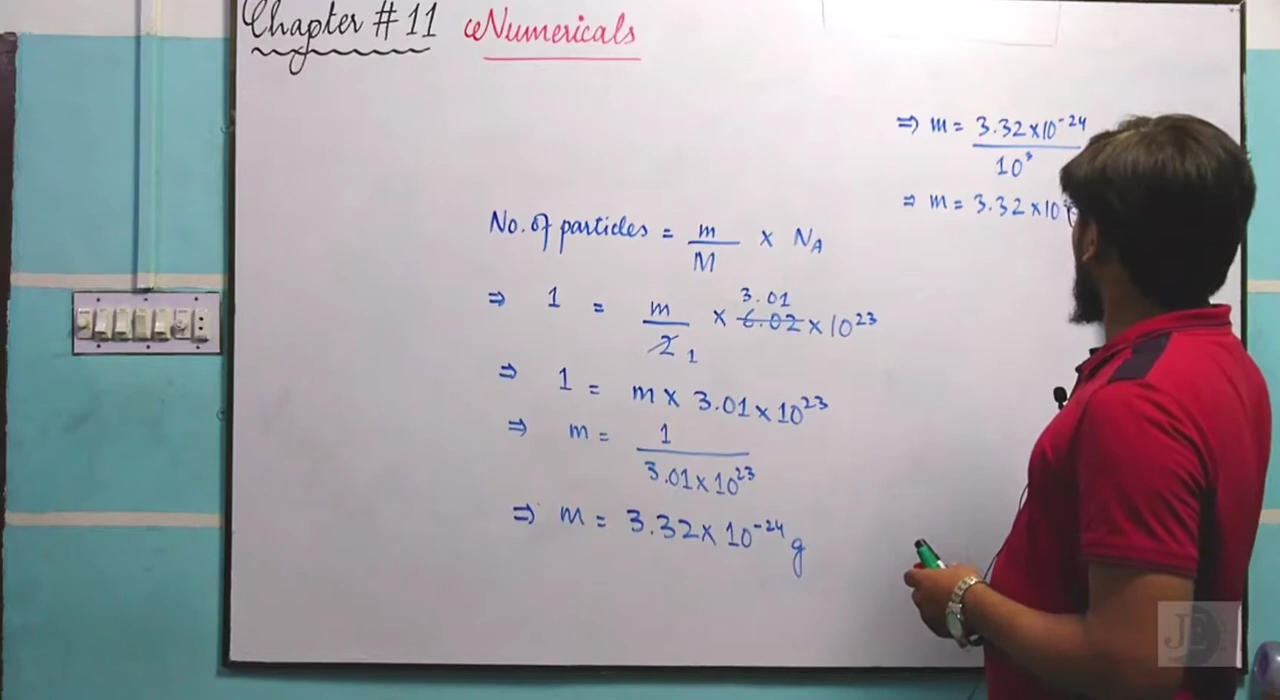 Chapter # 11 Numericals
⇒ m = 3.32×10⁻²⁴ / 10³
⇒ m = 3.32×10
No. of particles = m/M × N_A
⇒ 1 = m/2 1 × 3.01 6.02×10²³
⇒ 1 = m × 3.01×10²³
⇒ m = 1 / 3.01×10²³
⇒ m = 3.32×10⁻²⁴ g
JE